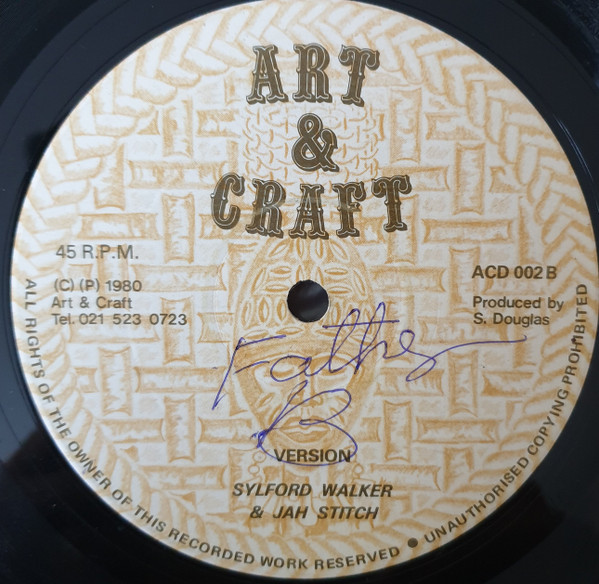 ART
&
CRAFT
45 R.P.M.
(C) (P) 1980
Art & Craft
Tel. 021 523 0723
ACD 002 B
Produced by
S. Douglas
Father
B
VERSION
SYLFORD WALKER
& JAH STITCH
ALL RIGHTS OF THE OWNER OF THIS RECORDED WORK RESERVED • UNAUTHORISED COPYING PROHIBITED